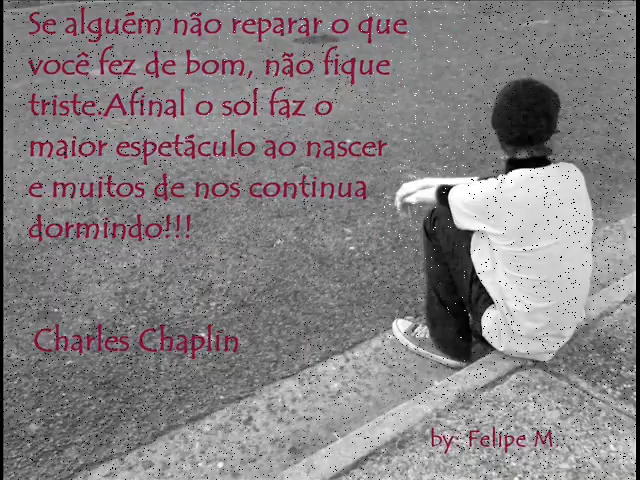 Se alguém não reparar o que
você fez de bom, não fique
triste.Afinal o sol faz o
maior espetáculo ao nascer
e muitos de nos continua
dormindo!!!
Charles Chaplin
by: Felipe M.